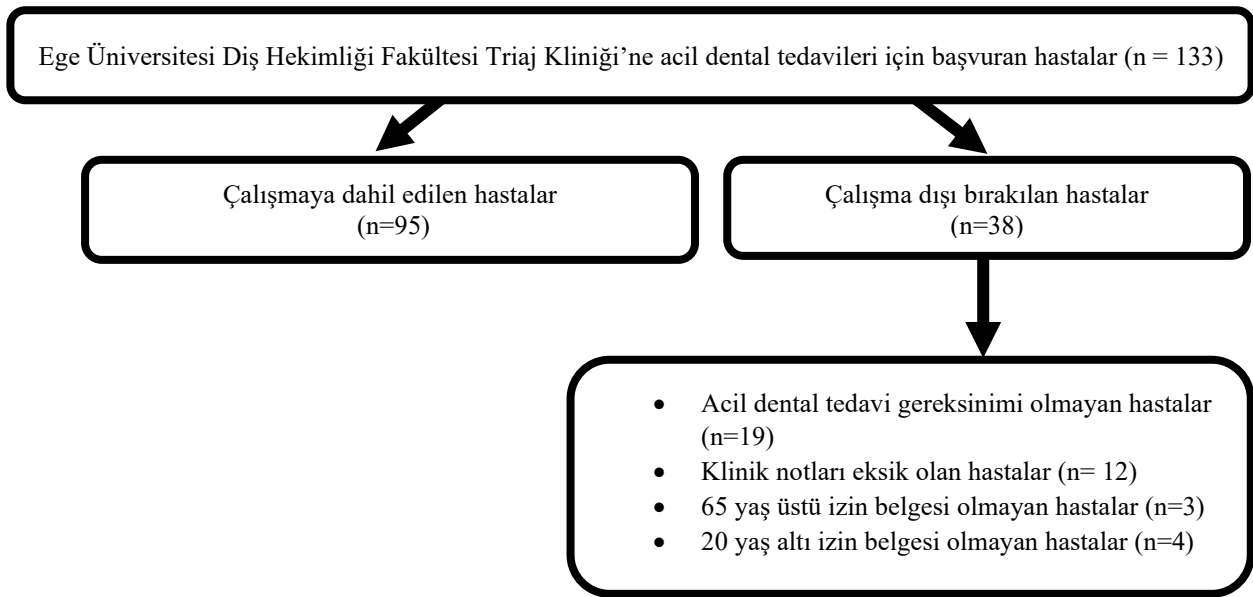 Ege Üniversitesi Diş Hekimliği Fakültesi Triaj Kliniği’ne acil dental tedavileri için başvuran hastalar (n = 133)
Çalışmaya dahil edilen hastalar
(n=95)
Çalışma dışı bırakılan hastalar
(n=38)
• Acil dental tedavi gereksinimi olmayan hastalar
(n=19)
• Klinik notları eksik olan hastalar (n= 12)
• 65 yaş üstü izin belgesi olmayan hastalar (n=3)
• 20 yaş altı izin belgesi olmayan hastalar (n=4)